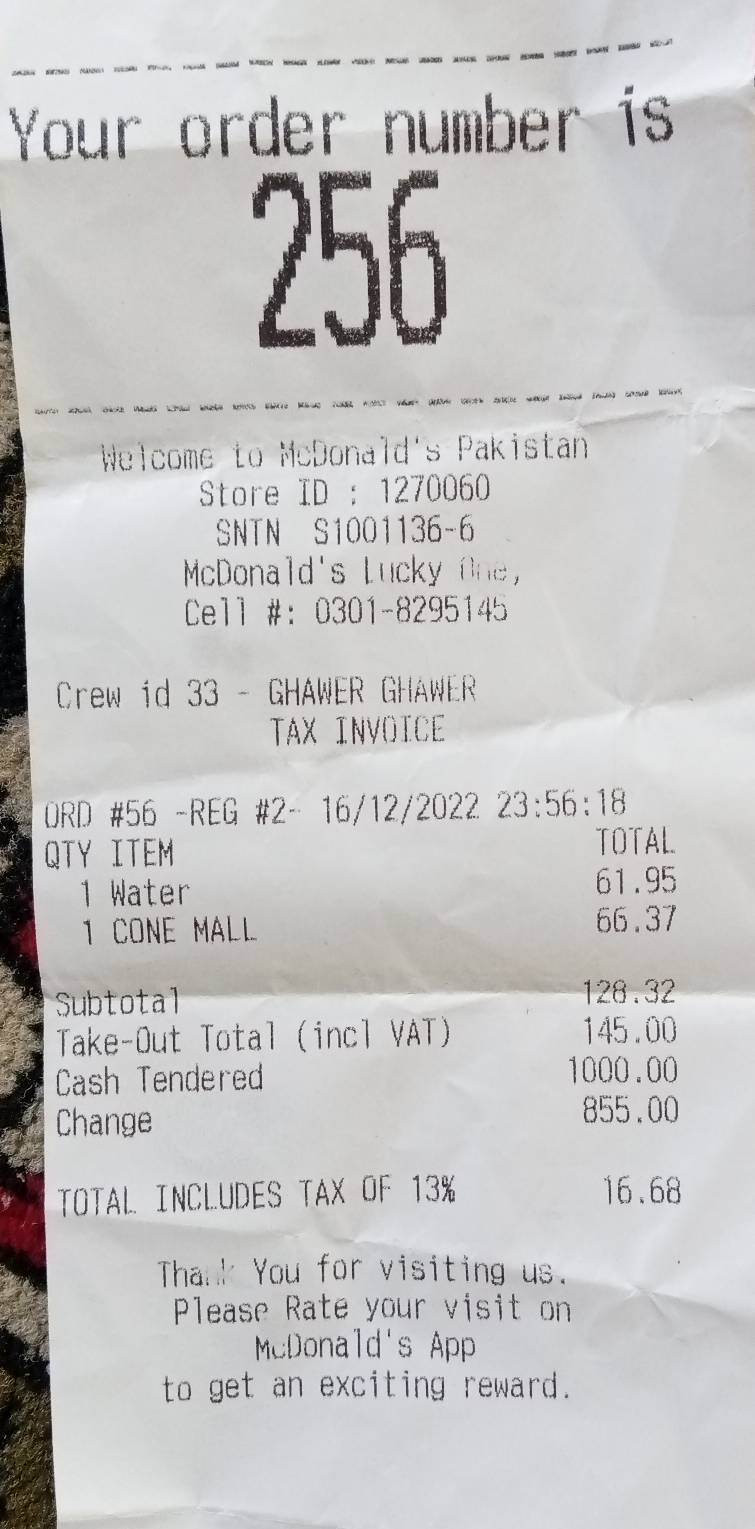 Your order number is
256
Welcome to McDonald's Pakistan
Store ID : 1270060
SNTN S1001136-6
McDonald's Lucky One,
Cell #: 0301-8295145
Crew id 33 - GHAWER GHAWER
TAX INVOICE
ORD #56 -REG #2- 16/12/2022 23:56:18
QTY ITEM TOTAL
1 Water 61.95
1 CONE MALL 66.37
Subtotal 128.32
Take-Out Total (incl VAT) 145.00
Cash Tendered 1000.00
Change 855.00
TOTAL INCLUDES TAX OF 13% 16.68
Thank You for visiting us.
Please Rate your visit on
McDonald's App
to get an exciting reward.